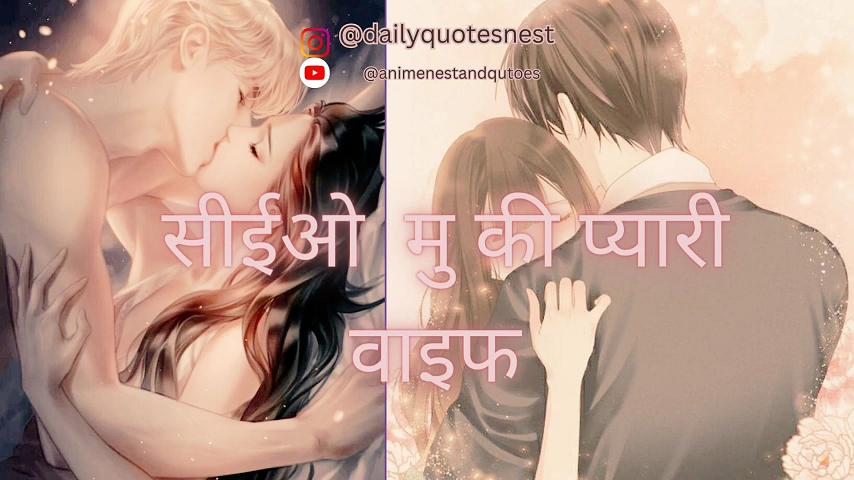 @dailyquotesnest
@animenestandqutoes
सीईओ मु की प्यारी
वाइफ